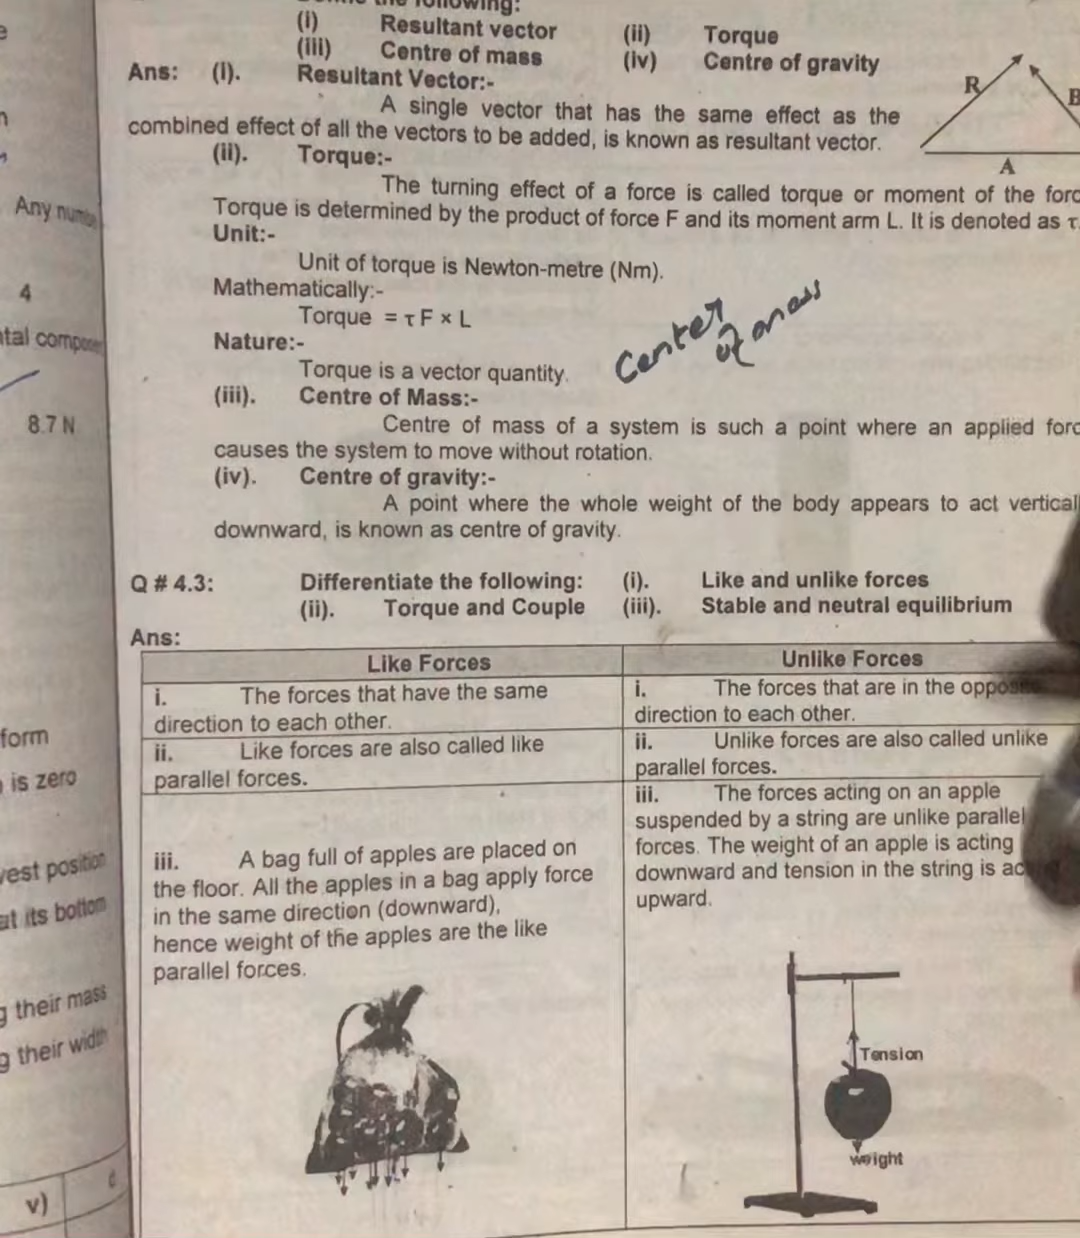 following:
(i) Resultant vector (ii) Torque
(iii) Centre of mass (iv) Centre of gravity
Ans: (i). Resultant Vector:-
A single vector that has the same effect as the
combined effect of all the vectors to be added, is known as resultant vector.
R
B
A
(ii). Torque:-
The turning effect of a force is called torque or moment of the forc
Torque is determined by the product of force F and its moment arm L. It is denoted as τ.
Unit:-
Unit of torque is Newton-metre (Nm).
Mathematically:-
Torque = τ F × L
Nature:-
Torque is a vector quantity.
Center
of mass
(iii). Centre of Mass:-
Centre of mass of a system is such a point where an applied forc
causes the system to move without rotation.
(iv). Centre of gravity:-
A point where the whole weight of the body appears to act vertical
downward, is known as centre of gravity.
Q # 4.3: Differentiate the following: (i). Like and unlike forces
(ii). Torque and Couple (iii). Stable and neutral equilibrium
Ans:
Like Forces
i. The forces that have the same
direction to each other.
ii. Like forces are also called like
parallel forces.
iii. A bag full of apples are placed on
the floor. All the apples in a bag apply force
in the same direction (downward),
hence weight of the apples are the like
parallel forces.
Unlike Forces
i. The forces that are in the opposite
direction to each other.
ii. Unlike forces are also called unlike
parallel forces.
iii. The forces acting on an apple
suspended by a string are unlike parallel
forces. The weight of an apple is acting
downward and tension in the string is ac
upward.
Tension
weight
Any
4
ntal
8.7 N
form
is zero
vest position
at its bottom
g their mass
g their width
v)